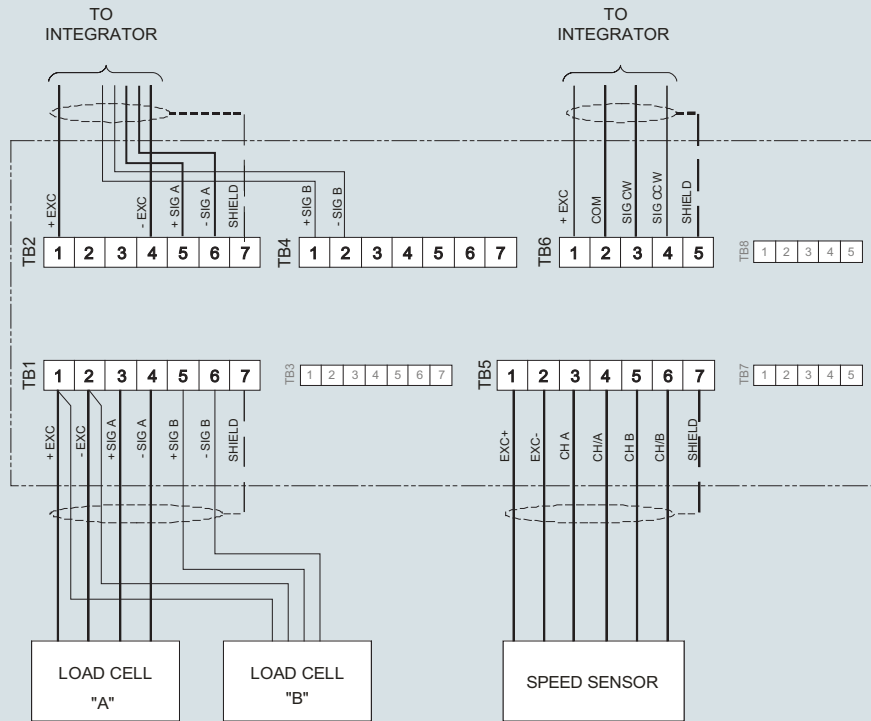 TO
INTEGRATOR
TO
INTEGRATOR
+ EXC
- EXC
+ SIG A
- SIG A
SHIELD
+ SIG B
- SIG B
+ EXC
COM
SIG CW
SIG CCW
SHIELD
TB2 1 2 3 4 5 6 7
TB4 1 2 3 4 5 6 7
TB6 1 2 3 4 5
TB8 1 2 3 4 5
TB1 1 2 3 4 5 6 7
TB3 1 2 3 4 5 6 7
TB5 1 2 3 4 5 6 7
TB7 1 2 3 4 5
+ EXC
- EXC
+ SIG A
- SIG A
+ SIG B
- SIG B
SHIELD
EXC+
EXC-
CH A
CH/A
CH B
CH/B
SHIELD
LOAD CELL
"A"
LOAD CELL
"B"
SPEED SENSOR